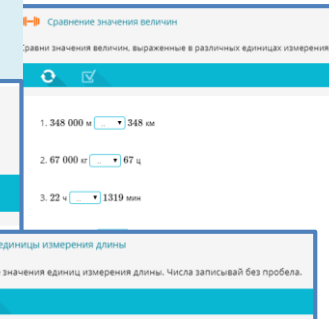 Сравнение значения величин
равни значения величин, выраженные в различных единицах измерения
1. 348 000 м .. 348 км
2. 67 000 кг .. 67 ц
3. 22 ч .. 1319 мин
единицы измерения длины
значения единиц измерения длины. Числа записывай без пробела.